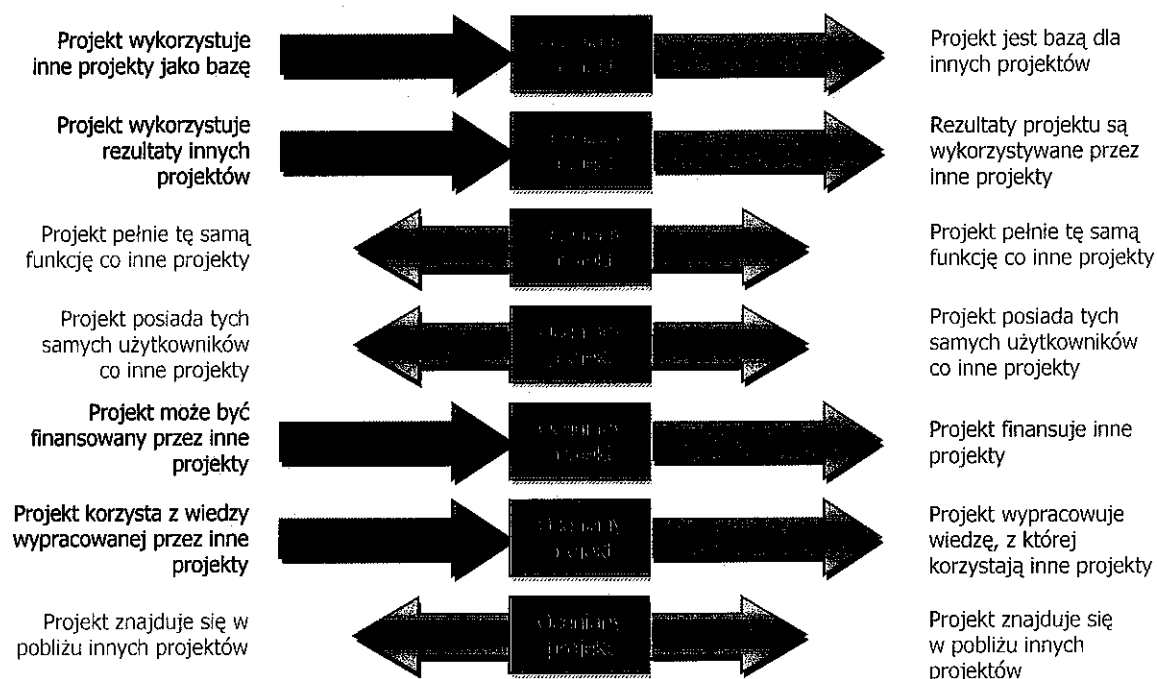 Projekt wykorzystuje
inne projekty jako bazę
Projekt jest bazą dla
innych projektów
Projekt wykorzystuje
rezultaty innych
projektów
Rezultaty projektu są
wykorzystywane przez
inne projekty
Projekt pełnie tę samą
funkcję co inne projekty
Projekt pełnie tę samą
funkcję co inne projekty
Projekt posiada tych
samych użytkowników
co inne projekty
Projekt posiada tych
samych użytkowników
co inne projekty
Projekt może być
finansowany przez inne
projekty
Projekt finansuje inne
projekty
Projekt korzysta z wiedzy
wypracowanej przez inne
projekty
Projekt wypracowuje
wiedzę, z której
korzystają inne projekty
Projekt znajduje się w
pobliżu innych projektów
Oceniany
projekt
Projekt znajduje się
w pobliżu innych
projektów